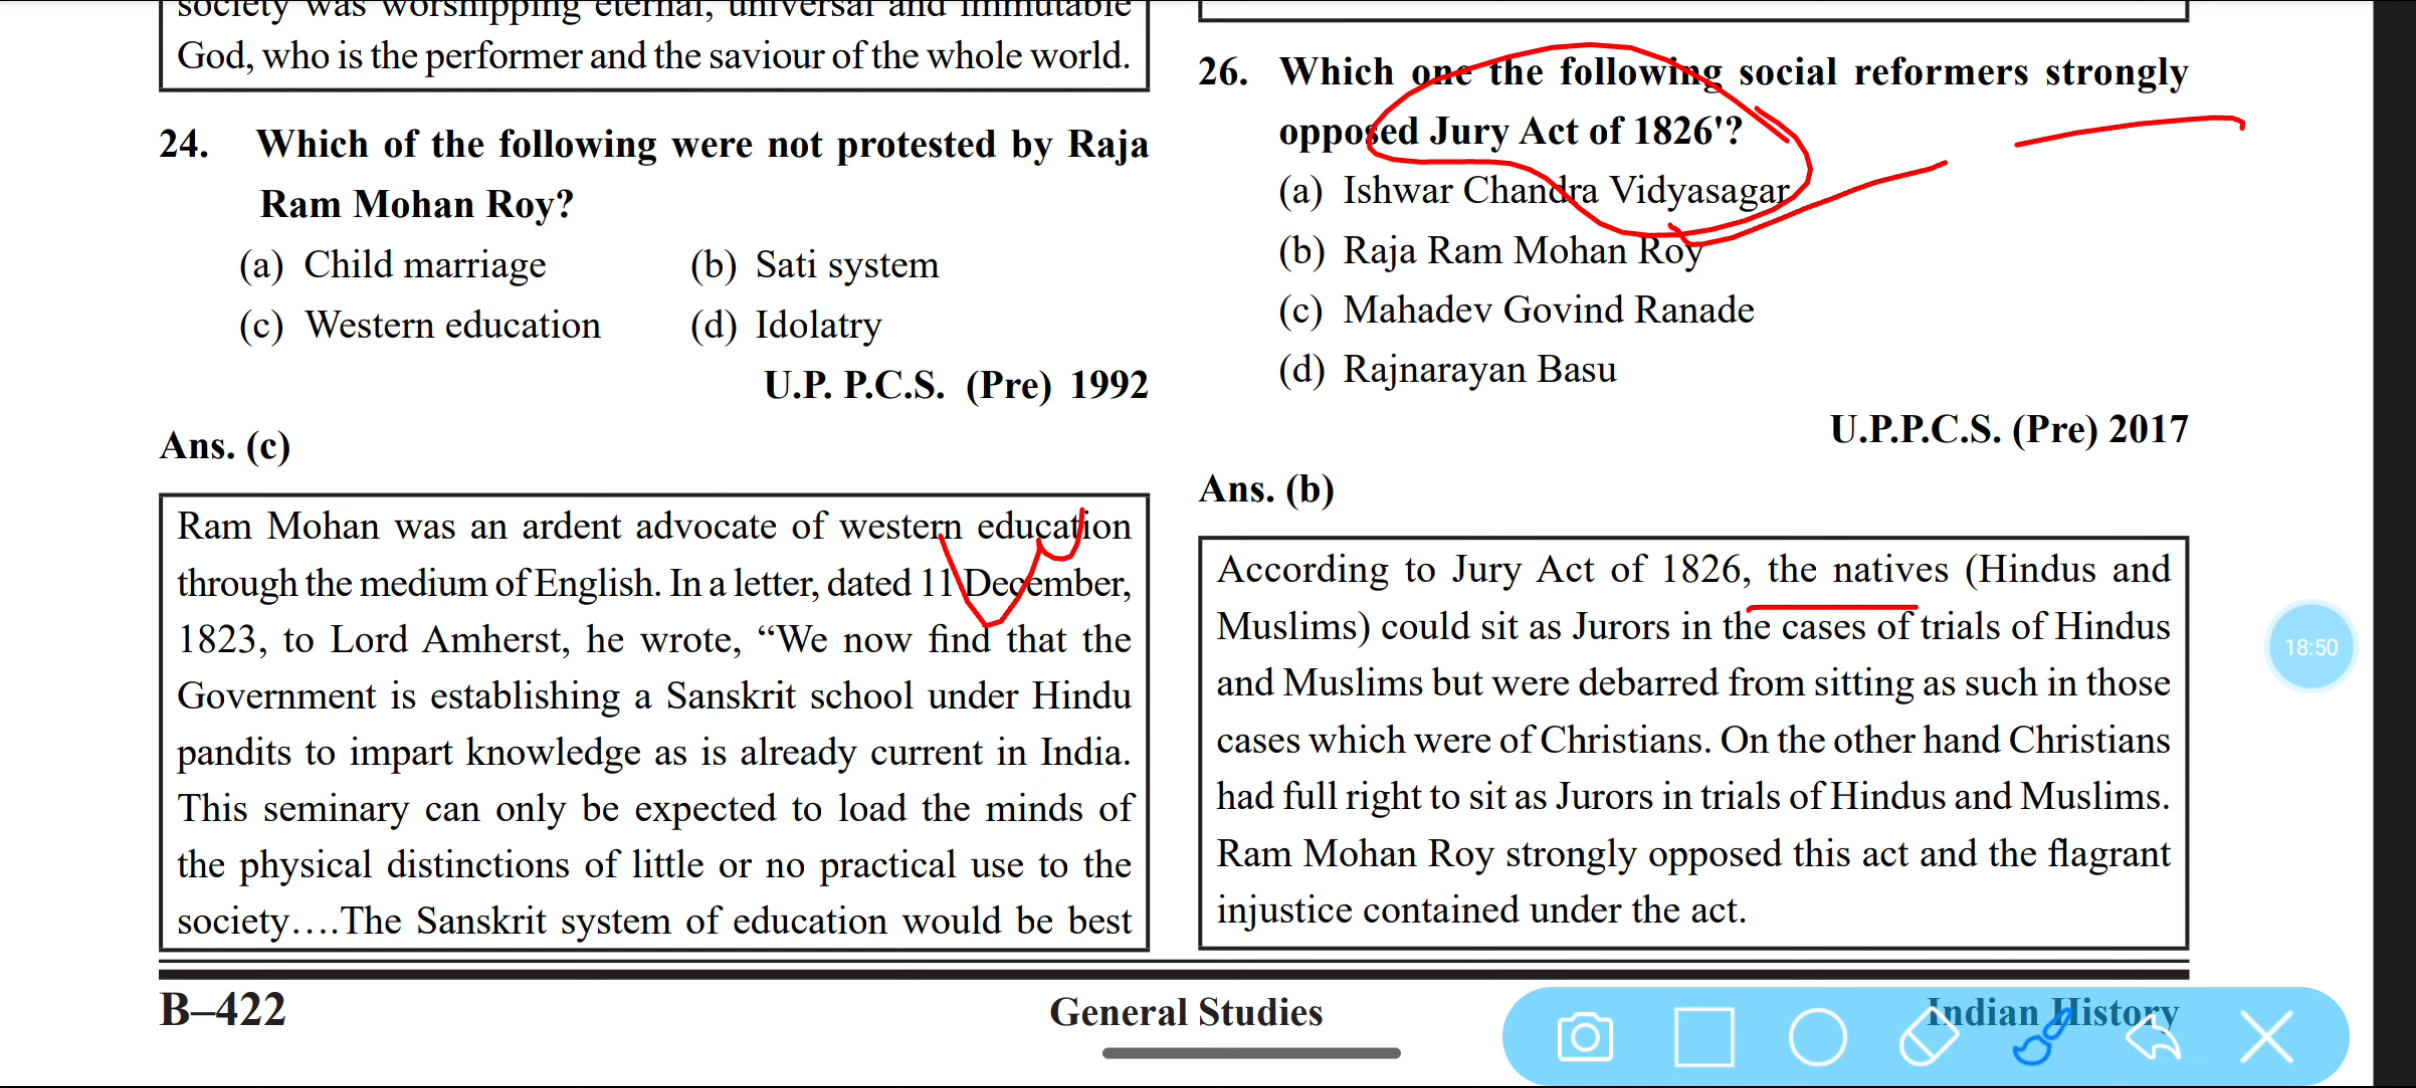 society was worshipping eternal, universal and immutable
God, who is the performer and the saviour of the whole world.
24. Which of the following were not protested by Raja
Ram Mohan Roy?
(a) Child marriage (b) Sati system
(c) Western education (d) Idolatry
U.P. P.C.S. (Pre) 1992
Ans. (c)
Ram Mohan was an ardent advocate of western education
through the medium of English. In a letter, dated 11 December,
1823, to Lord Amherst, he wrote, “We now find that the
Government is establishing a Sanskrit school under Hindu
pandits to impart knowledge as is already current in India.
This seminary can only be expected to load the minds of
the physical distinctions of little or no practical use to the
society….The Sanskrit system of education would be best
26. Which one the following social reformers strongly
opposed Jury Act of 1826'?
(a) Ishwar Chandra Vidyasagar
(b) Raja Ram Mohan Roy
(c) Mahadev Govind Ranade
(d) Rajnarayan Basu
U.P.P.C.S. (Pre) 2017
Ans. (b)
According to Jury Act of 1826, the natives (Hindus and
Muslims) could sit as Jurors in the cases of trials of Hindus
and Muslims but were debarred from sitting as such in those
cases which were of Christians. On the other hand Christians
had full right to sit as Jurors in trials of Hindus and Muslims.
Ram Mohan Roy strongly opposed this act and the flagrant
injustice contained under the act.
18:50
B–422 General Studies Indian History